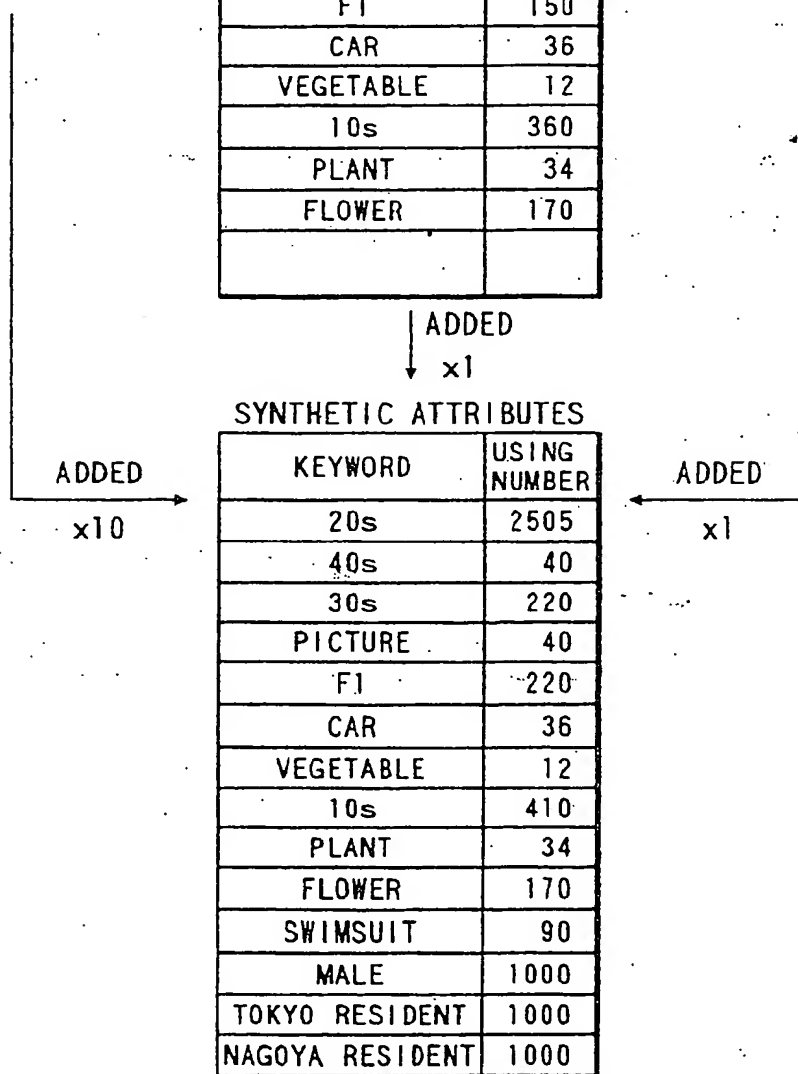 F1 150
CAR 36
VEGETABLE 12
10s 360
PLANT 34
FLOWER 170
ADDED
x1
SYNTHETIC ATTRIBUTES
KEYWORD USING NUMBER
ADDED
x10
ADDED
x1
20s 2505
40s 40
30s 220
PICTURE 40
F1 220
CAR 36
VEGETABLE 12
10s 410
PLANT 34
FLOWER 170
SWIMSUIT 90
MALE 1000
TOKYO RESIDENT 1000
NAGOYA RESIDENT 1000